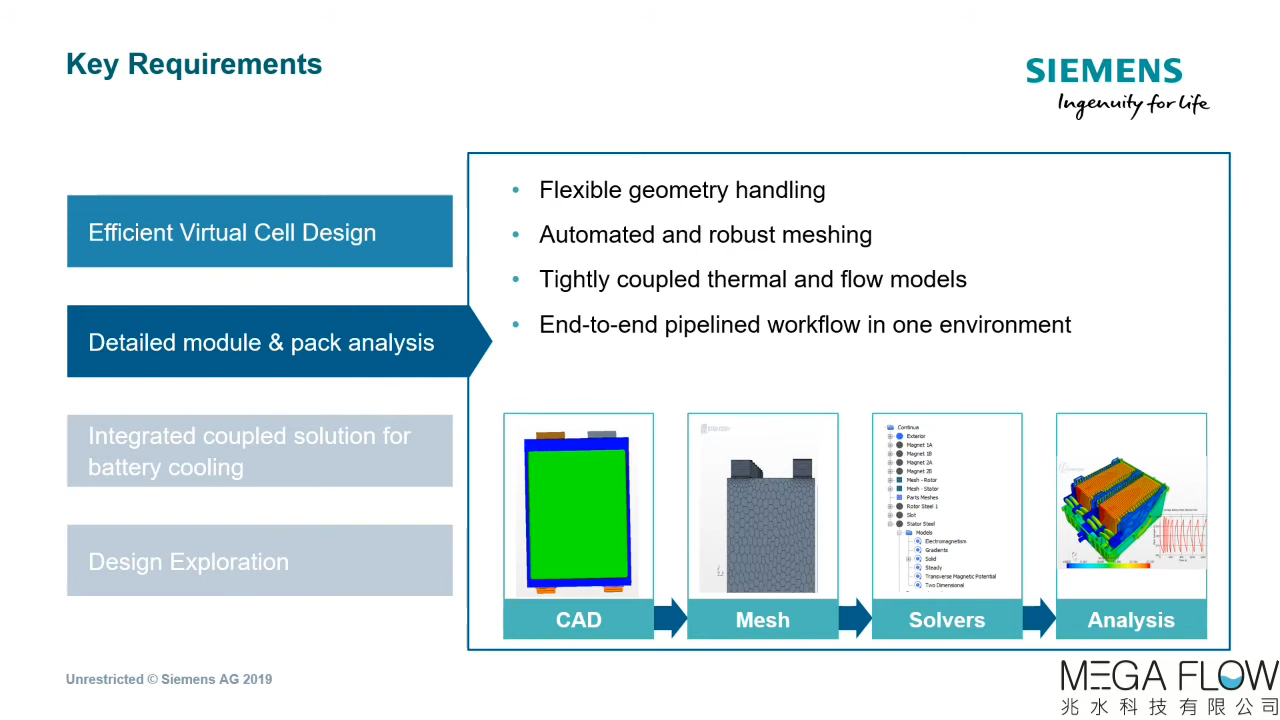 Key Requirements
SIEMENS
Ingenuity for life
Efficient Virtual Cell Design
Detailed module & pack analysis
Integrated coupled solution for
battery cooling
Design Exploration
• Flexible geometry handling
• Automated and robust meshing
• Tightly coupled thermal and flow models
• End-to-end pipelined workflow in one environment
Continua
Exterior
Magnet 1A
Magnet 1B
Magnet 2A
Magnet 2B
Mesh - Rotor
Mesh - Stator
Parts Meshes
Rotor Steel 1
Slot
Stator Steel
Models
Electromagnetism
Gradients
Solid
Steady
Transverse Magnetic Potential
Two Dimensional
CAD
Mesh
Solvers
Analysis
Unrestricted © Siemens AG 2019
MEGA FLOW
兆水科技有限公司